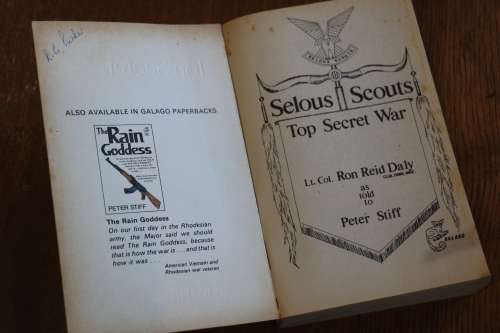 ALSO AVAILABLE IN GALAGO PAPERBACKS
The
Rain
Goddess
PETER STIFF
The Rain Goddess
On our first day in the Rhodesian
army, the Major said we should
read The Rain Goddess, because
that is how the war is . . . and that is
how it was . . .
American Vietnam and
Rhodesian war veteran
Selous Scouts
Top Secret War
Lt. Col. Ron Reid Daly
as
told
to
Peter Stiff
GALAGO